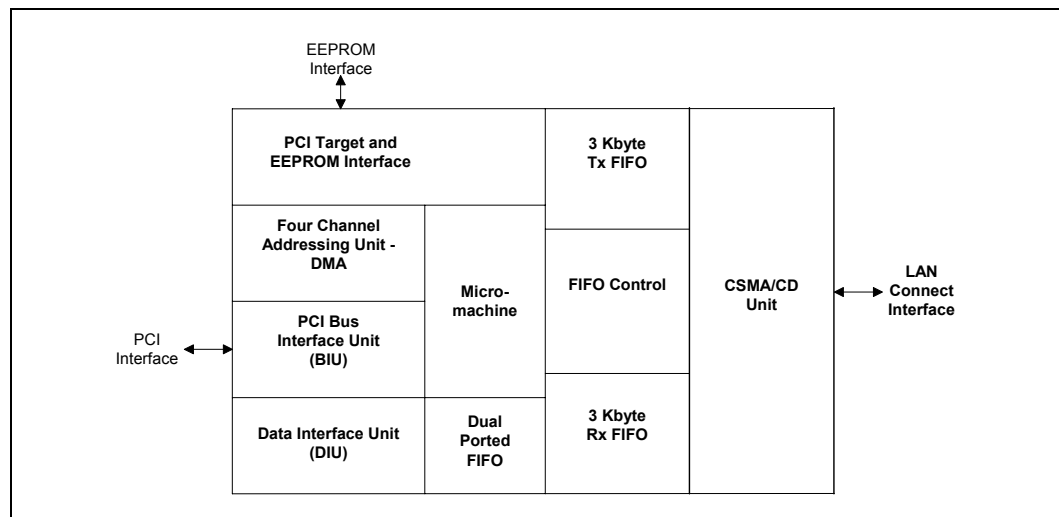 EEPROM
Interface
PCI Target and
EEPROM Interface
3 Kbyte
Tx FIFO
Four Channel
Addressing Unit -
DMA
Micro-
machine
FIFO Control
CSMA/CD
Unit
LAN
Connect
Interface
PCI
Interface
PCI Bus
Interface Unit
(BIU)
Data Interface Unit
(DIU)
Dual
Ported
FIFO
3 Kbyte
Rx FIFO